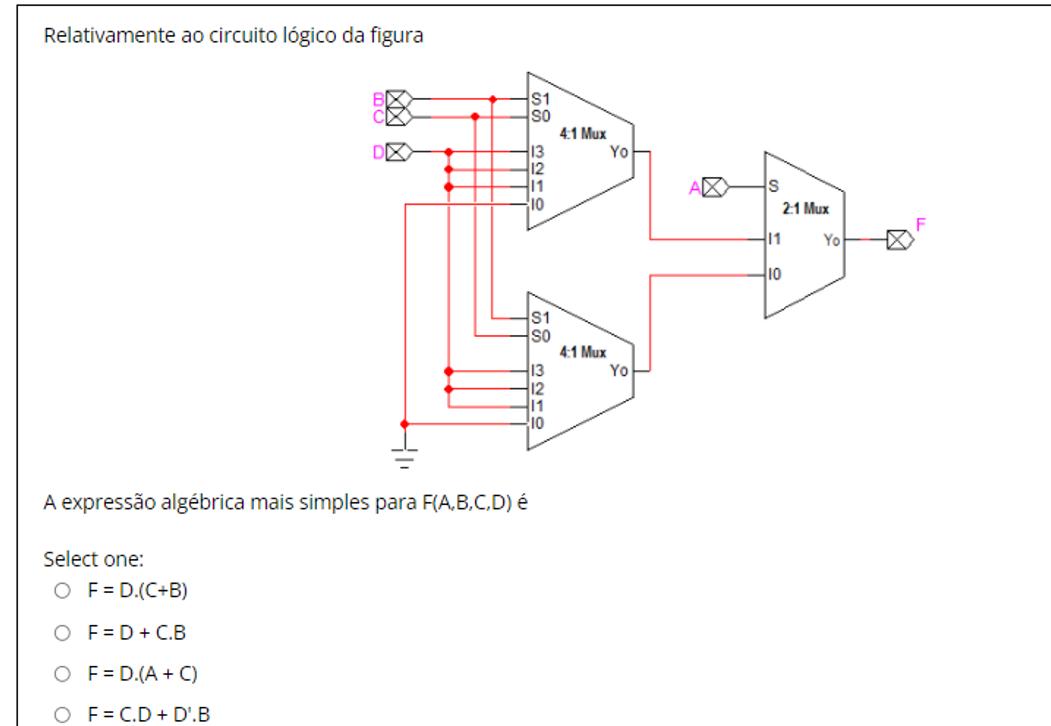 Relativamente ao circuito lógico da figura
B
S1
C
S0
4:1 Mux
D
I3
Yo
I2
I1
A
S
I0
2:1 Mux
F
I1
Yo
I0
S1
S0
4:1 Mux
I3
Yo
I2
I1
I0
A expressão algébrica mais simples para F(A,B,C,D) é
Select one:
F = D.(C+B)
F = D + C.B
F = D.(A + C)
F = C.D + D'.B